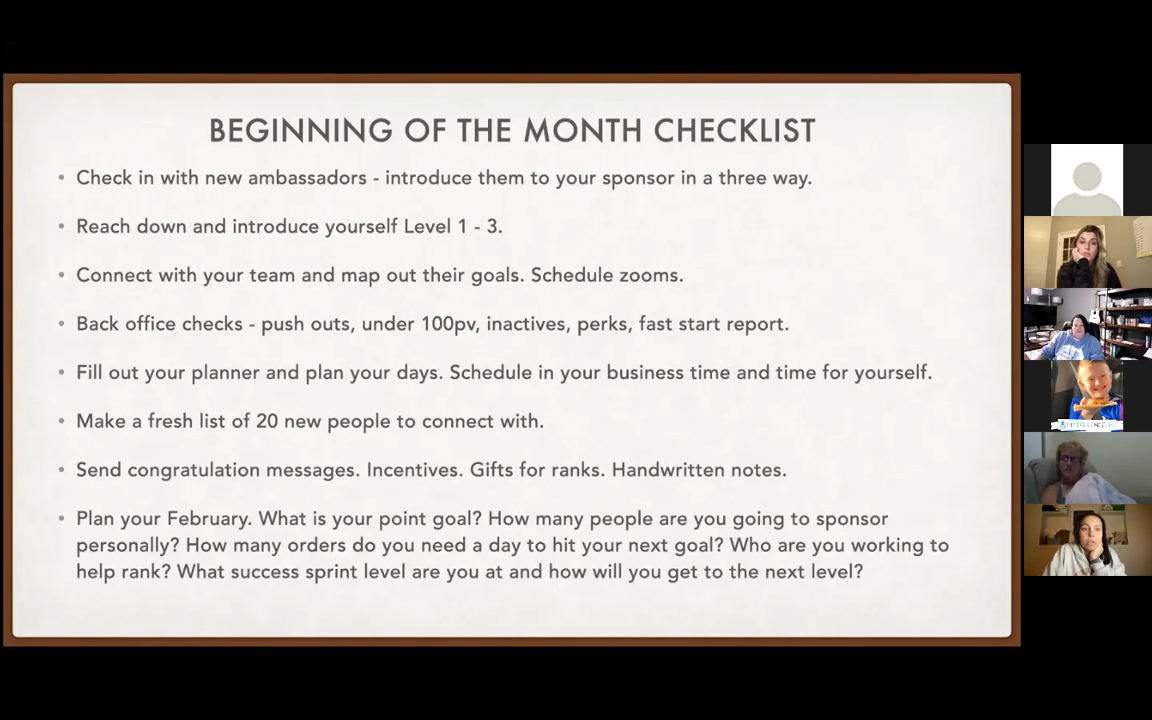 BEGINNING OF THE MONTH CHECKLIST
• Check in with new ambassadors - introduce them to your sponsor in a three way.
• Reach down and introduce yourself Level 1 - 3.
• Connect with your team and map out their goals. Schedule zooms.
• Back office checks - push outs, under 100pv, inactives, perks, fast start report.
• Fill out your planner and plan your days. Schedule in your business time and time for yourself.
• Make a fresh list of 20 new people to connect with.
• Send congratulation messages. Incentives. Gifts for ranks. Handwritten notes.
• Plan your February. What is your point goal? How many people are you going to sponsor
personally? How many orders do you need a day to hit your next goal? Who are you working to
help rank? What success sprint level are you at and how will you get to the next level?